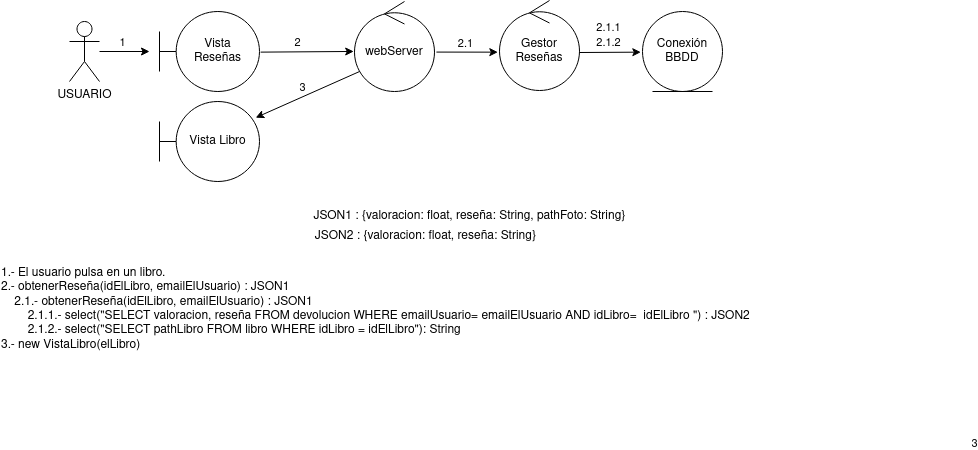 1
Vista
Reseñas
2
webServer
2.1
Gestor
Reseñas
2.1.1
2.1.2
Conexión
BBDD
USUARIO
3
Vista Libro
JSON1 : {valoracion: float, reseña: String, pathFoto: String}
JSON2 : {valoracion: float, reseña: String}
1.- El usuario pulsa en un libro.
2.- obtenerReseña(idElLibro, emailElUsuario) : JSON1
2.1.- obtenerReseña(idElLibro, emailElUsuario) : JSON1
2.1.1.- select("SELECT valoracion, reseña FROM devolucion WHERE emailUsuario= emailElUsuario AND idLibro=  idElLibro ") : JSON2
2.1.2.- select("SELECT pathLibro FROM libro WHERE idLibro = idElLibro"): String
3.- new VistaLibro(elLibro)
3